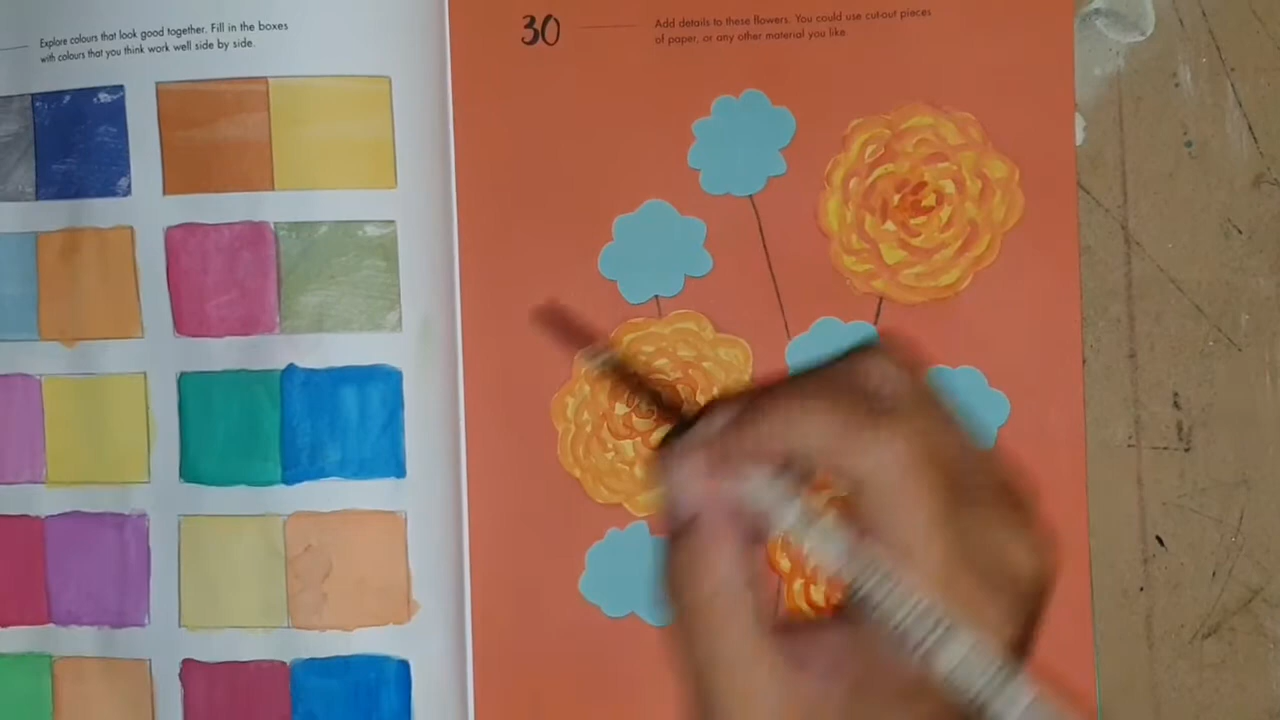 Explore colours that look good together. Fill in the boxes
with colours that you think work well side by side.
30
Add details to these flowers. You could use cut-out pieces
of paper, or any other material you like.